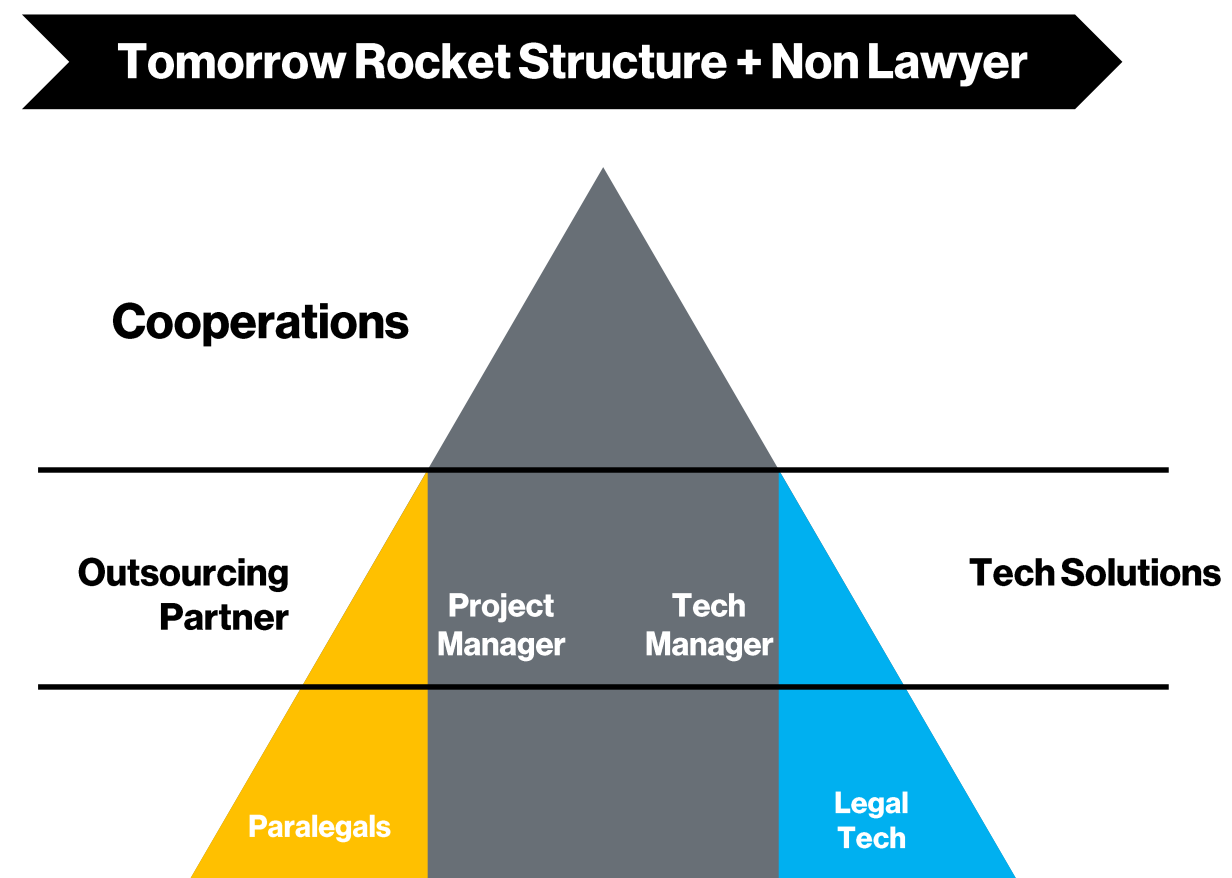 Tomorrow Rocket Structure + Non Lawyer
Cooperations
Outsourcing
Partner
Project
Manager
Tech
Manager
Tech Solutions
Paralegals
Legal
Tech